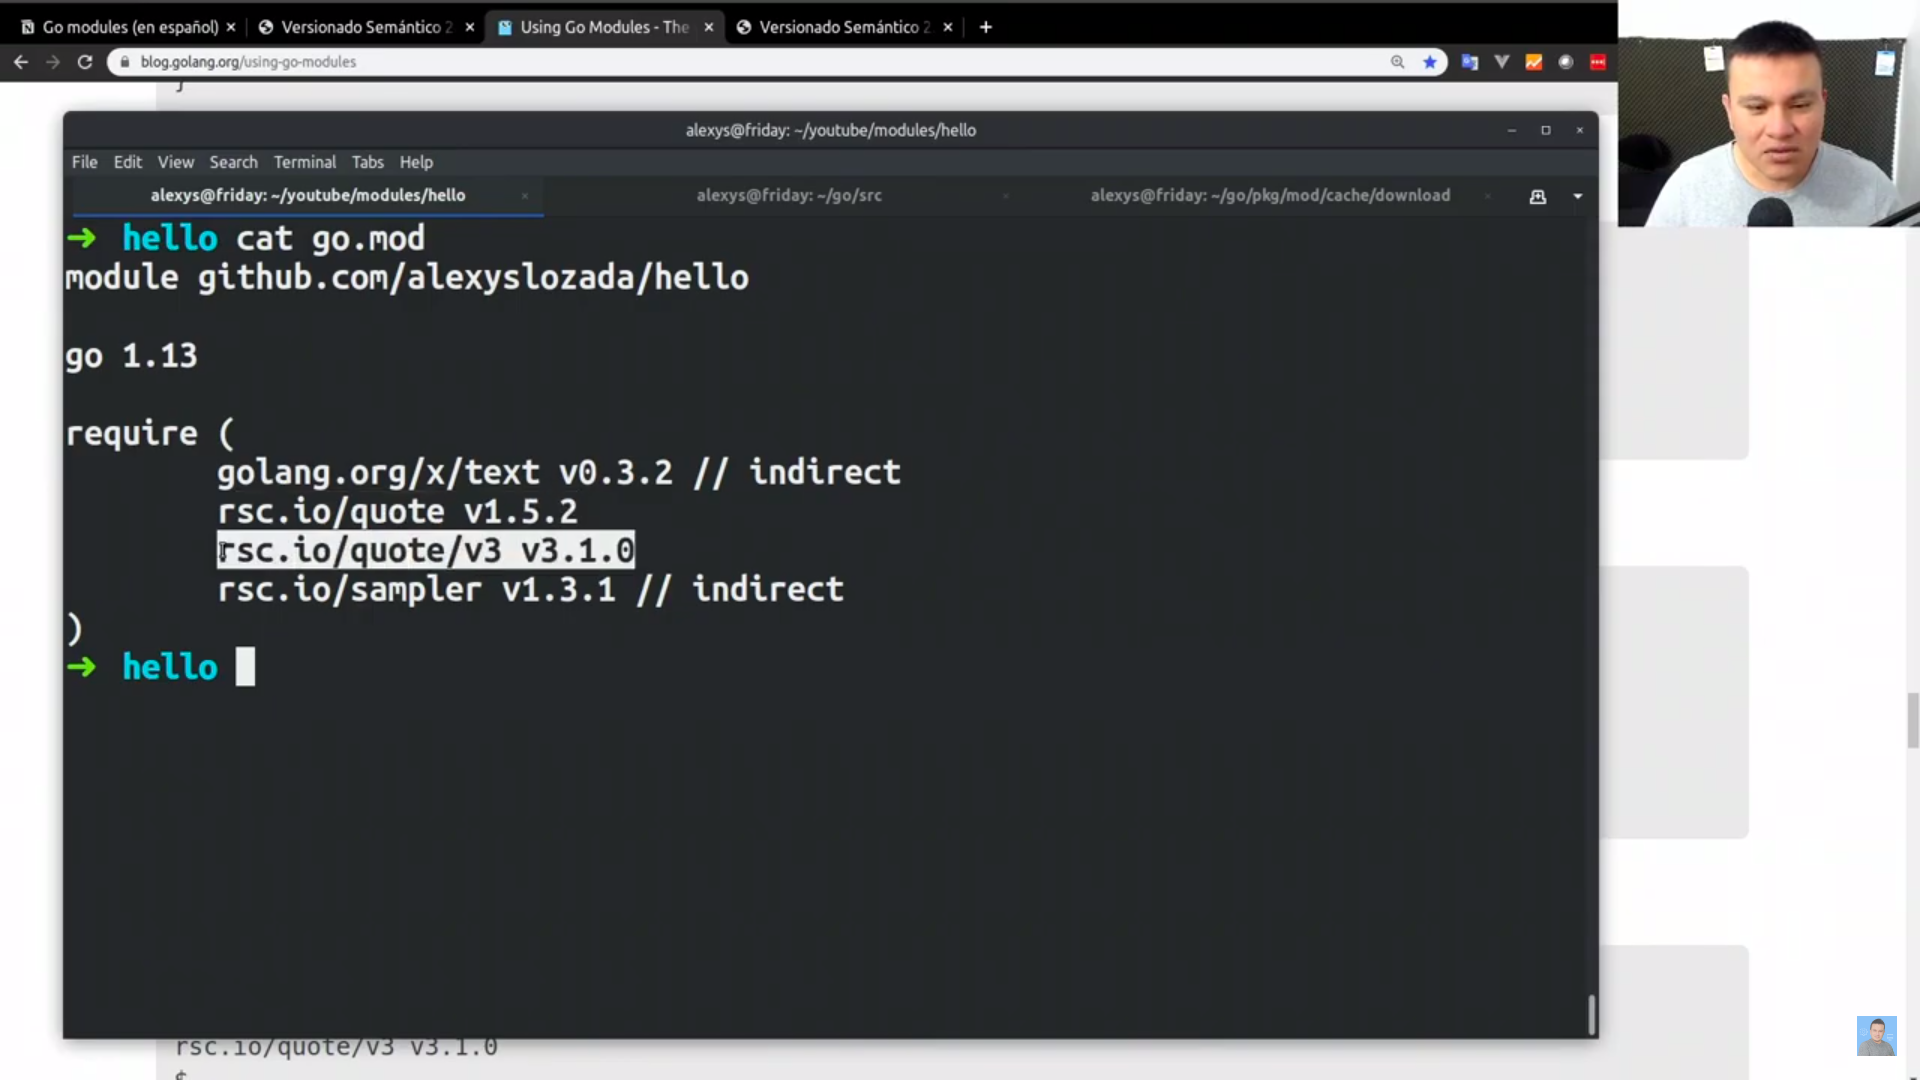 Go modules (en español)
Versionado Semántico 2
Using Go Modules - The
Versionado Semántico 2
blog.golang.org/using-go-modules
}
alexys@friday: ~/youtube/modules/hello
File Edit View Search Terminal Tabs Help
alexys@friday: ~/youtube/modules/hello
alexys@friday: ~/go/src
alexys@friday: ~/go/pkg/mod/cache/download
➜ hello cat go.mod
module github.com/alexyslozada/hello
go 1.13
require (
golang.org/x/text v0.3.2 // indirect
rsc.io/quote v1.5.2
rsc.io/quote/v3 v3.1.0
rsc.io/sampler v1.3.1 // indirect
)
➜ hello
rsc.io/quote/v3 v3.1.0
$